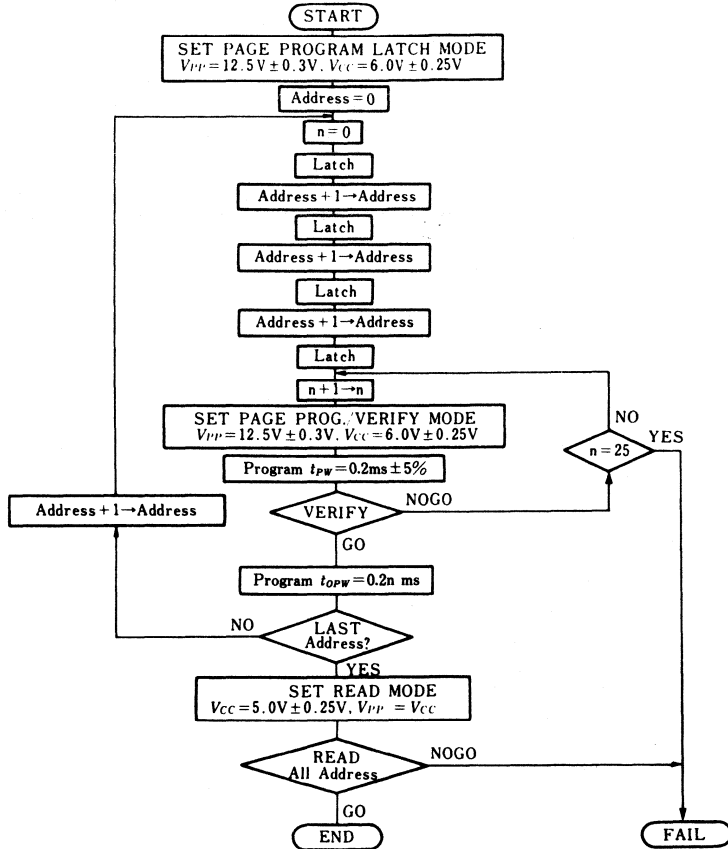 START
SET PAGE PROGRAM LATCH MODE
VPP=12.5V±0.3V, VCC=6.0V±0.25V
Address=0
n=0
Latch
Address+1→Address
Latch
Address+1→Address
Latch
Address+1→Address
Latch
n+1→n
SET PAGE PROG./VERIFY MODE
VPP=12.5V±0.3V, VCC=6.0V±0.25V
NO
YES
n=25
Program tPW=0.2ms±5%
NOGO
VERIFY
Address+1→Address
GO
Program tOPW=0.2n ms
NO
LAST
Address?
YES
SET READ MODE
VCC=5.0V±0.25V, VPP=VCC
READ
All Address
NOGO
GO
END
FAIL